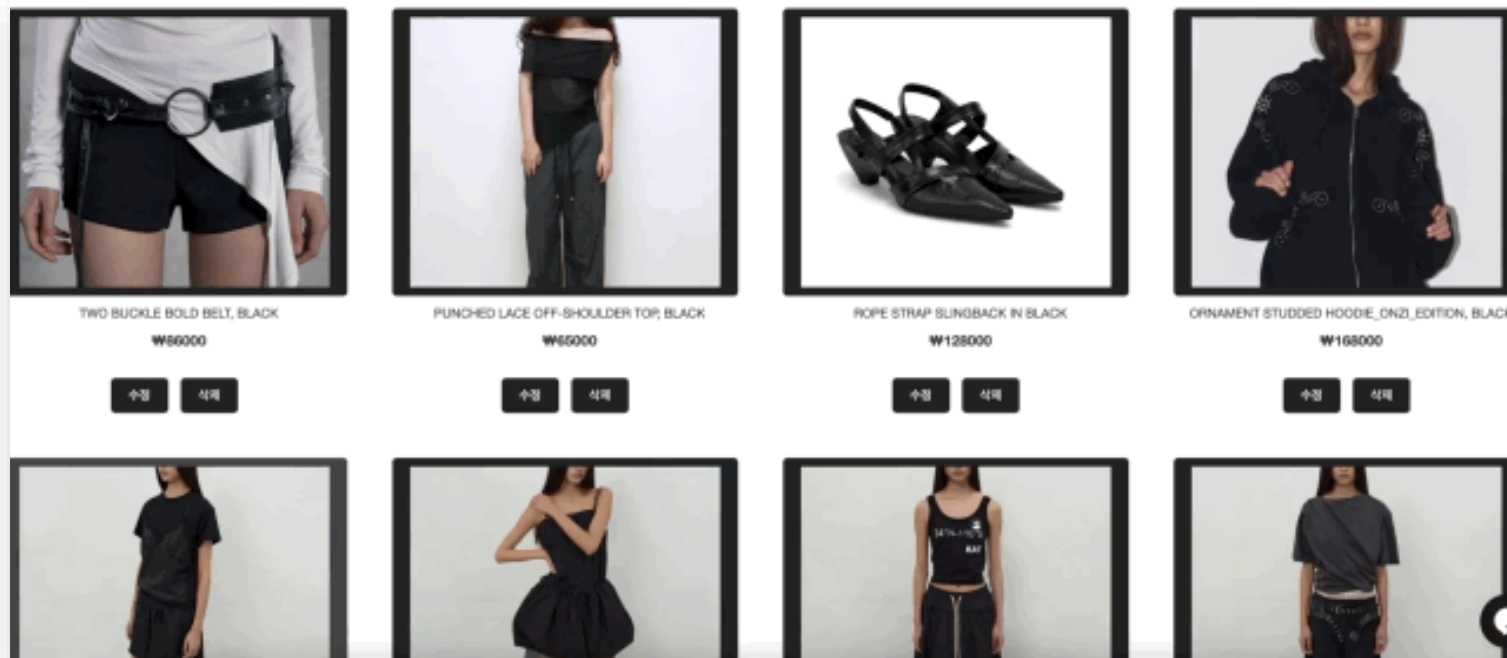 TWO BUCKLE BOLD BELT, BLACK
₩86000
수정 삭제
PUNCHED LACE OFF-SHOULDER TOP, BLACK
₩65000
수정 삭제
ROPE STRAP SLINGBACK IN BLACK
₩128000
수정 삭제
ORNAMENT STUDDED HOODIE_ONZI_EDITION, BLACK
₩168000
수정 삭제